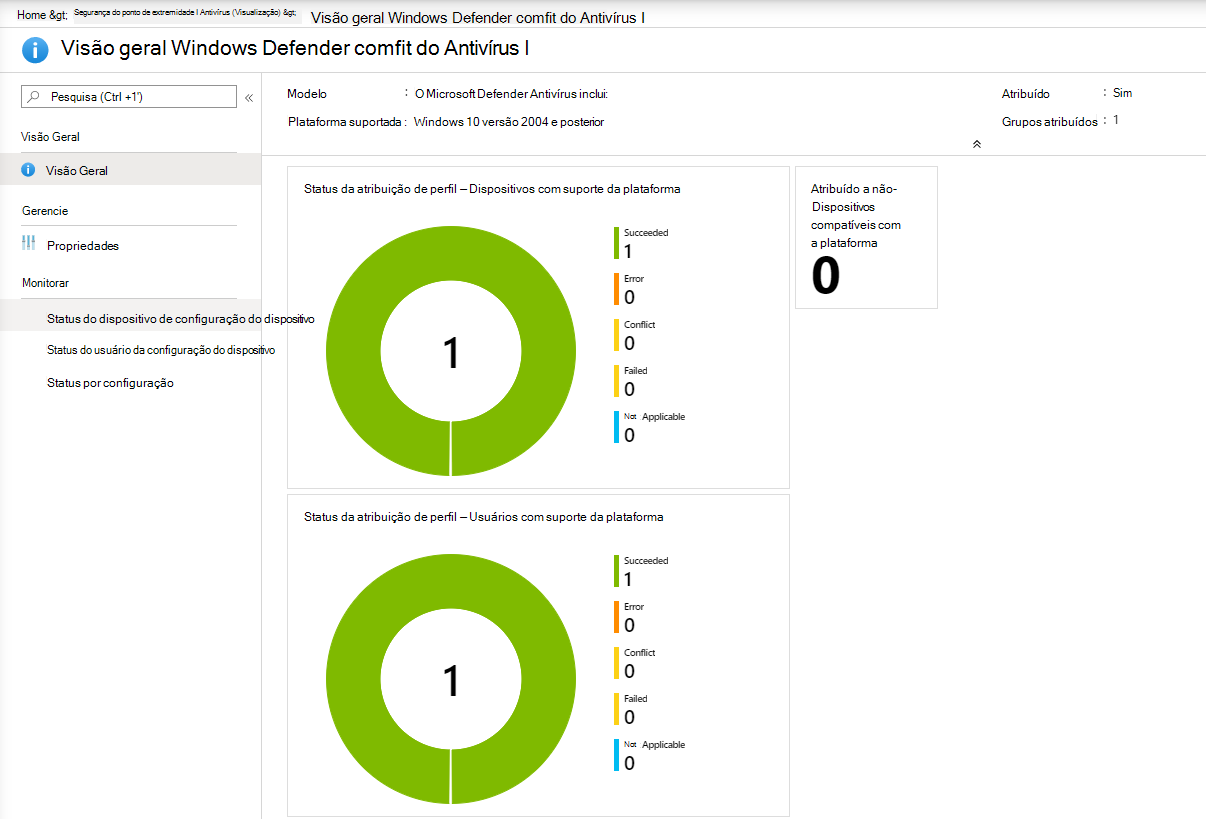 Home &gt; Segurança do ponto de extremidade I Antivírus (Visualização) &gt; Visão geral Windows Defender comfit do Antivírus I
Visão geral Windows Defender comfit do Antivírus I
Pesquisa (Ctrl +1') «
Visão Geral
Visão Geral
Gerencie
Propriedades
Monitorar
Status do dispositivo de configuração do dispositivo
Status do usuário da configuração do dispositivo
Status por configuração
Modelo : O Microsoft Defender Antivírus inclui:
Plataforma suportada : Windows 10 versão 2004 e posterior
Atribuído : Sim
Grupos atribuídos : 1
Status da atribuição de perfil – Dispositivos com suporte da plataforma
1
Succeeded
1
Error
0
Conflict
0
Failed
0
Not Applicable
0
Atribuído a não-
Dispositivos
compatíveis com
a plataforma
0
Status da atribuição de perfil – Usuários com suporte da plataforma
1
Succeeded
1
Error
0
Conflict
0
Failed
0
Not Applicable
0